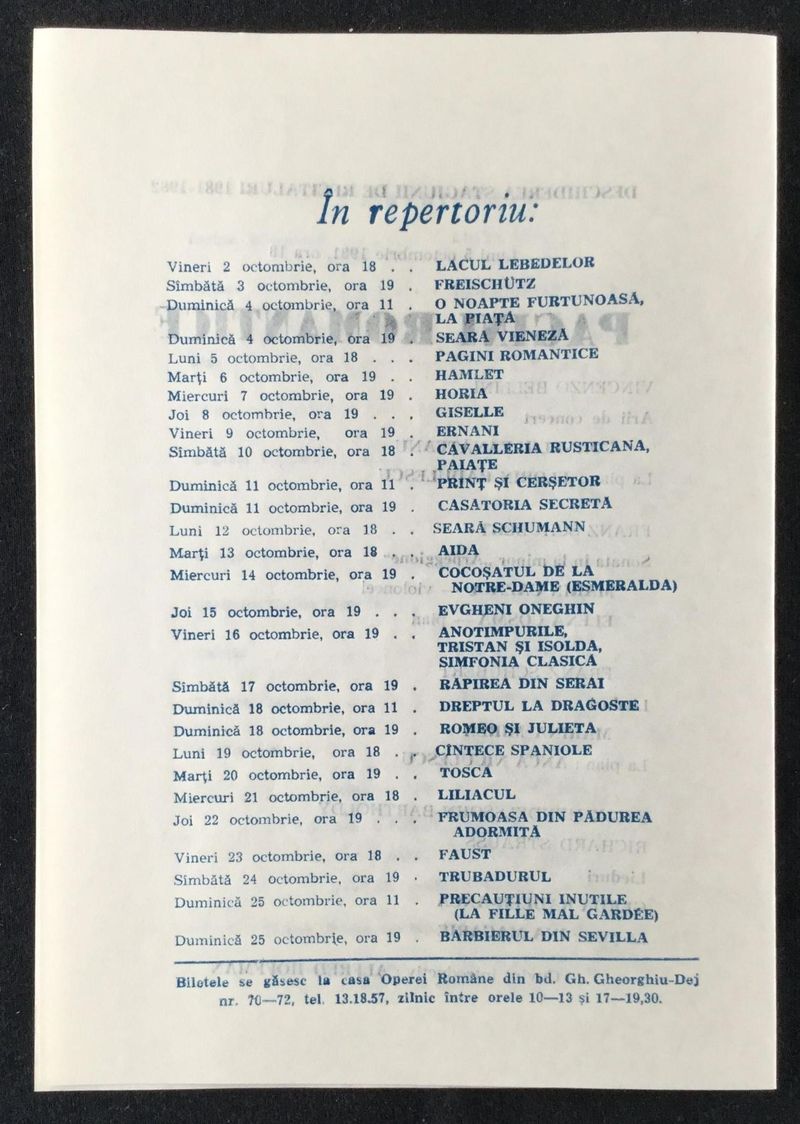 În repertoriu:
Vineri 2 octombrie, ora 18 . . LACUL LEBEDELOR
Sîmbătă 3 octombrie, ora 19 . FREISCHÜTZ
Duminică 4 octombrie, ora 11 . O NOAPTE FURTUNOASĂ,
LA PIAȚĂ
Duminică 4 octombrie, ora 19 . SEARĂ VIENEZĂ
Luni 5 octombrie, ora 18 . . . PAGINI ROMANTICE
Marți 6 octombrie, ora 19 . . HAMLET
Miercuri 7 octombrie, ora 19 . HORIA
Joi 8 octombrie, ora 19 . . . GISELLE
Vineri 9 octombrie, ora 19 . ERNANI
Sîmbătă 10 octombrie, ora 18 . CAVALLERIA RUSTICANA,
PAIAȚE
Duminică 11 octombrie, ora 11 . PRINȚ ȘI CERȘETOR
Duminică 11 octombrie, ora 19 . CĂSĂTORIA SECRETĂ
Luni 12 octombrie, ora 18 . . SEARĂ SCHUMANN
Marți 13 octombrie, ora 18 . . AIDA
Miercuri 14 octombrie, ora 19 . COCOȘATUL DE LA
NOTRE-DAME (ESMERALDA)
Joi 15 octombrie, ora 19 . . . EVGHENI ONEGHIN
Vineri 16 octombrie, ora 19 . . ANOTIMPURILE,
TRISTAN ȘI ISOLDA,
SIMFONIA CLASICĂ
Sîmbătă 17 octombrie, ora 19 . RĂPIREA DIN SERAI
Duminică 18 octombrie, ora 11 . DREPTUL LA DRAGOSTE
Duminică 18 octombrie, ora 19 . ROMEO ȘI JULIETA
Luni 19 octombrie, ora 18 . . CÎNTECE SPANIOLE
Marți 20 octombrie, ora 19 . . TOSCA
Miercuri 21 octombrie, ora 18 . LILIACUL
Joi 22 octombrie, ora 19 . . . FRUMOASA DIN PĂDUREA
ADORMITĂ
Vineri 23 octombrie, ora 18 . . FAUST
Sîmbătă 24 octombrie, ora 19 . TRUBADURUL
Duminică 25 octombrie, ora 11 . PRECAUȚIUNI INUTILE
(LA FILLE MAL GARDÉE)
Duminică 25 octombrie, ora 19 . BĂRBIERUL DIN SEVILLA
Biletele se găsesc la casa Operei Române din bd. Gh. Gheorghiu-Dej
nr. 70—72, tel. 13.18.57, zilnic între orele 10—13 și 17—19,30.